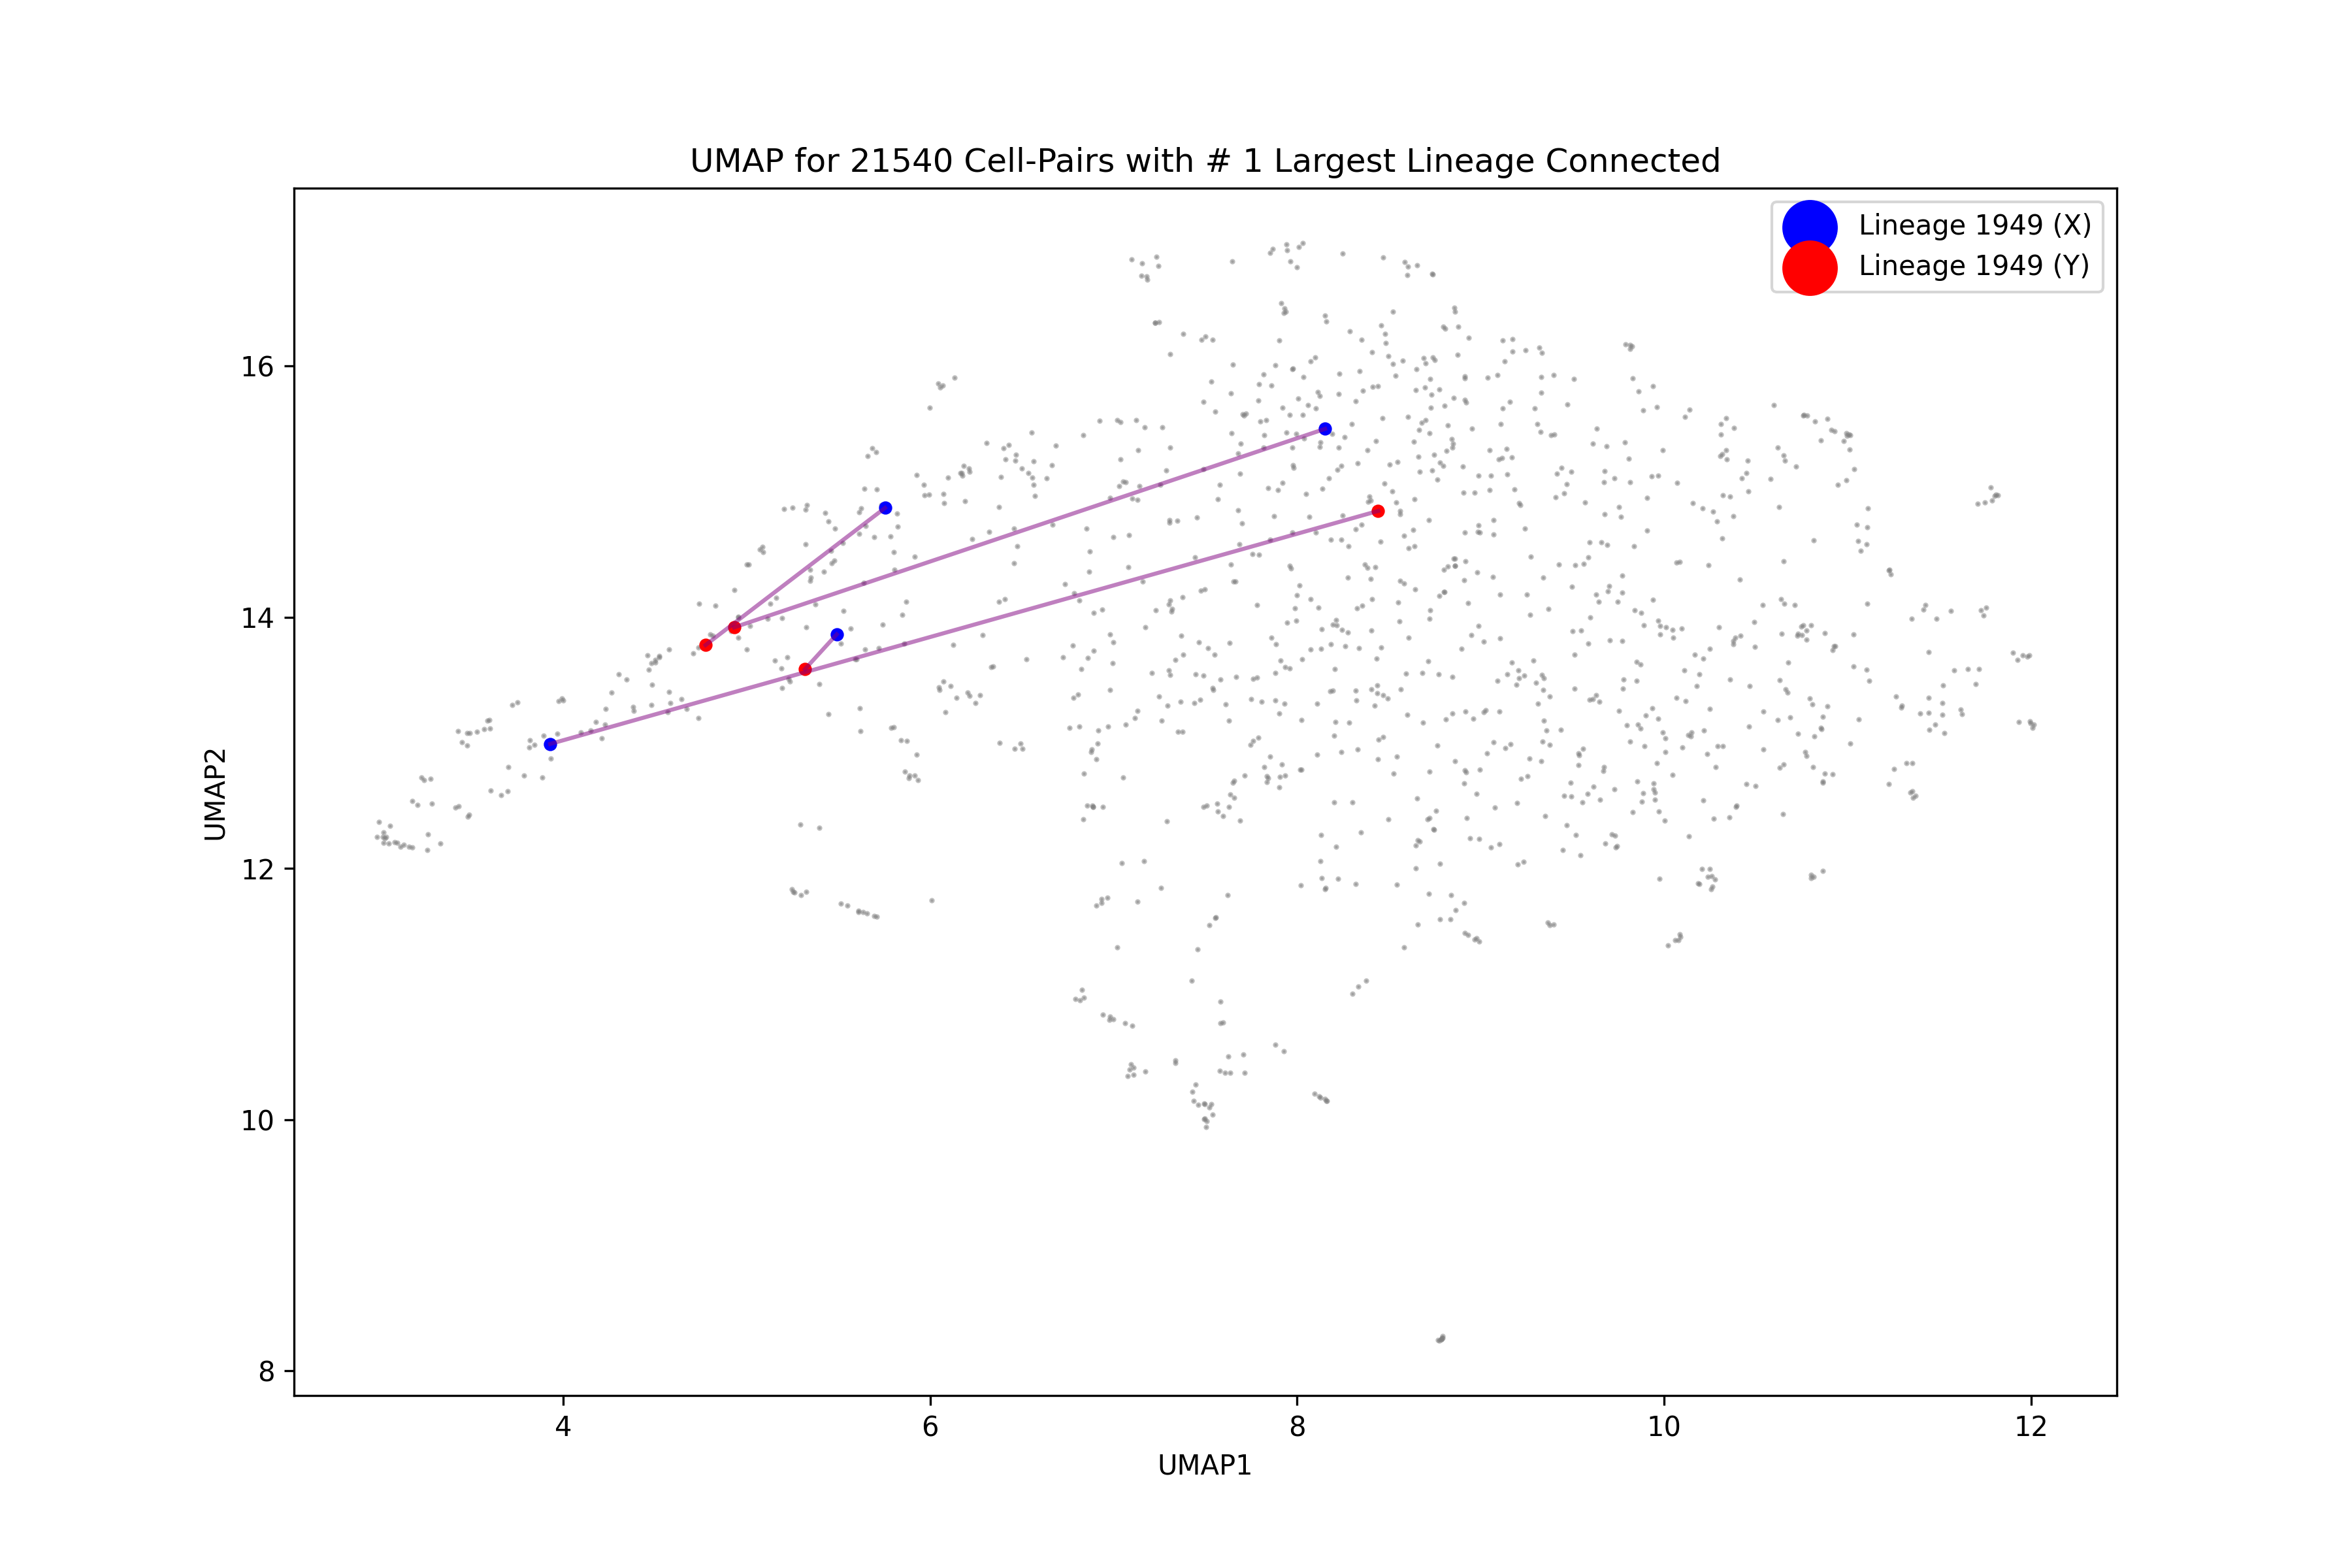 UMAP for 21540 Cell-Pairs with # 1 Largest Lineage Connected
Lineage 1949 (X)
Lineage 1949 (Y)
16
14
12
10
8
UMAP2
4 6 8 10 12
UMAP1